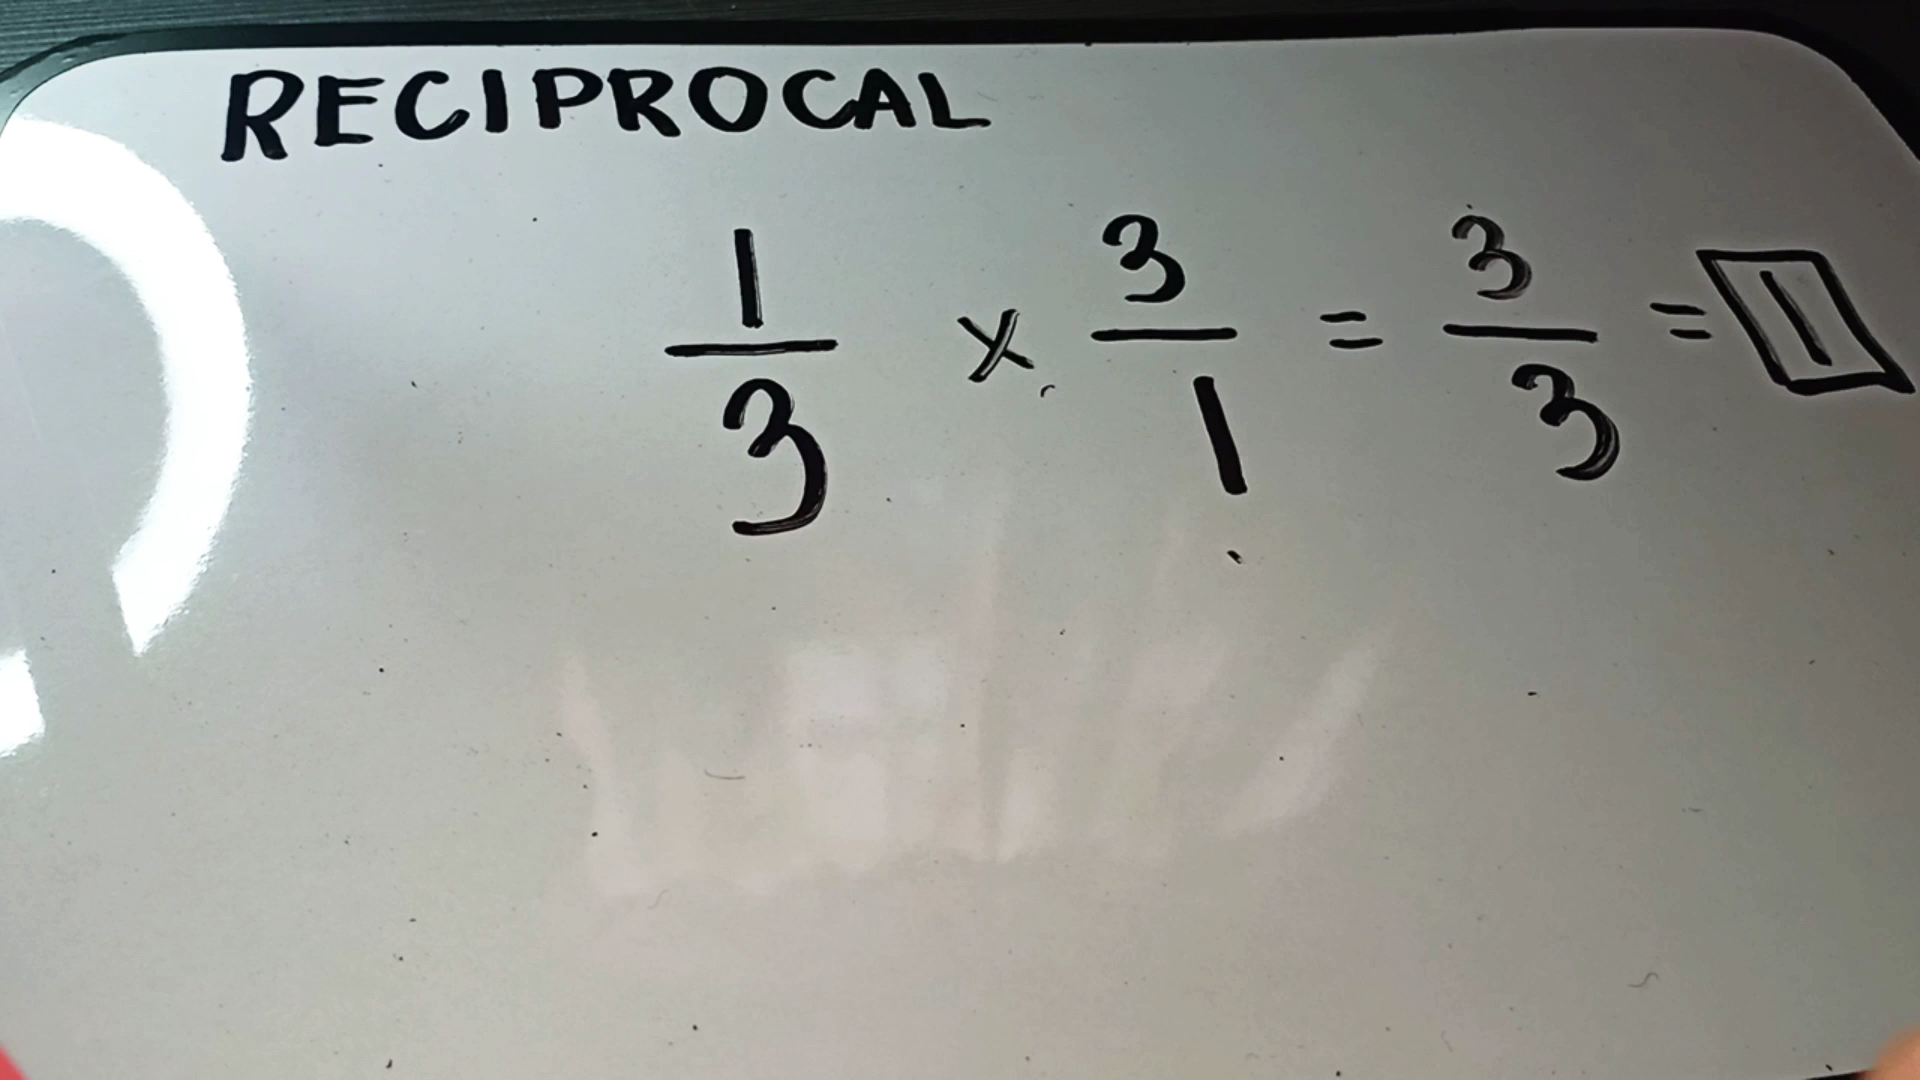 RECIPROCAL
1/3 x 3/1 = 3/3 = 1